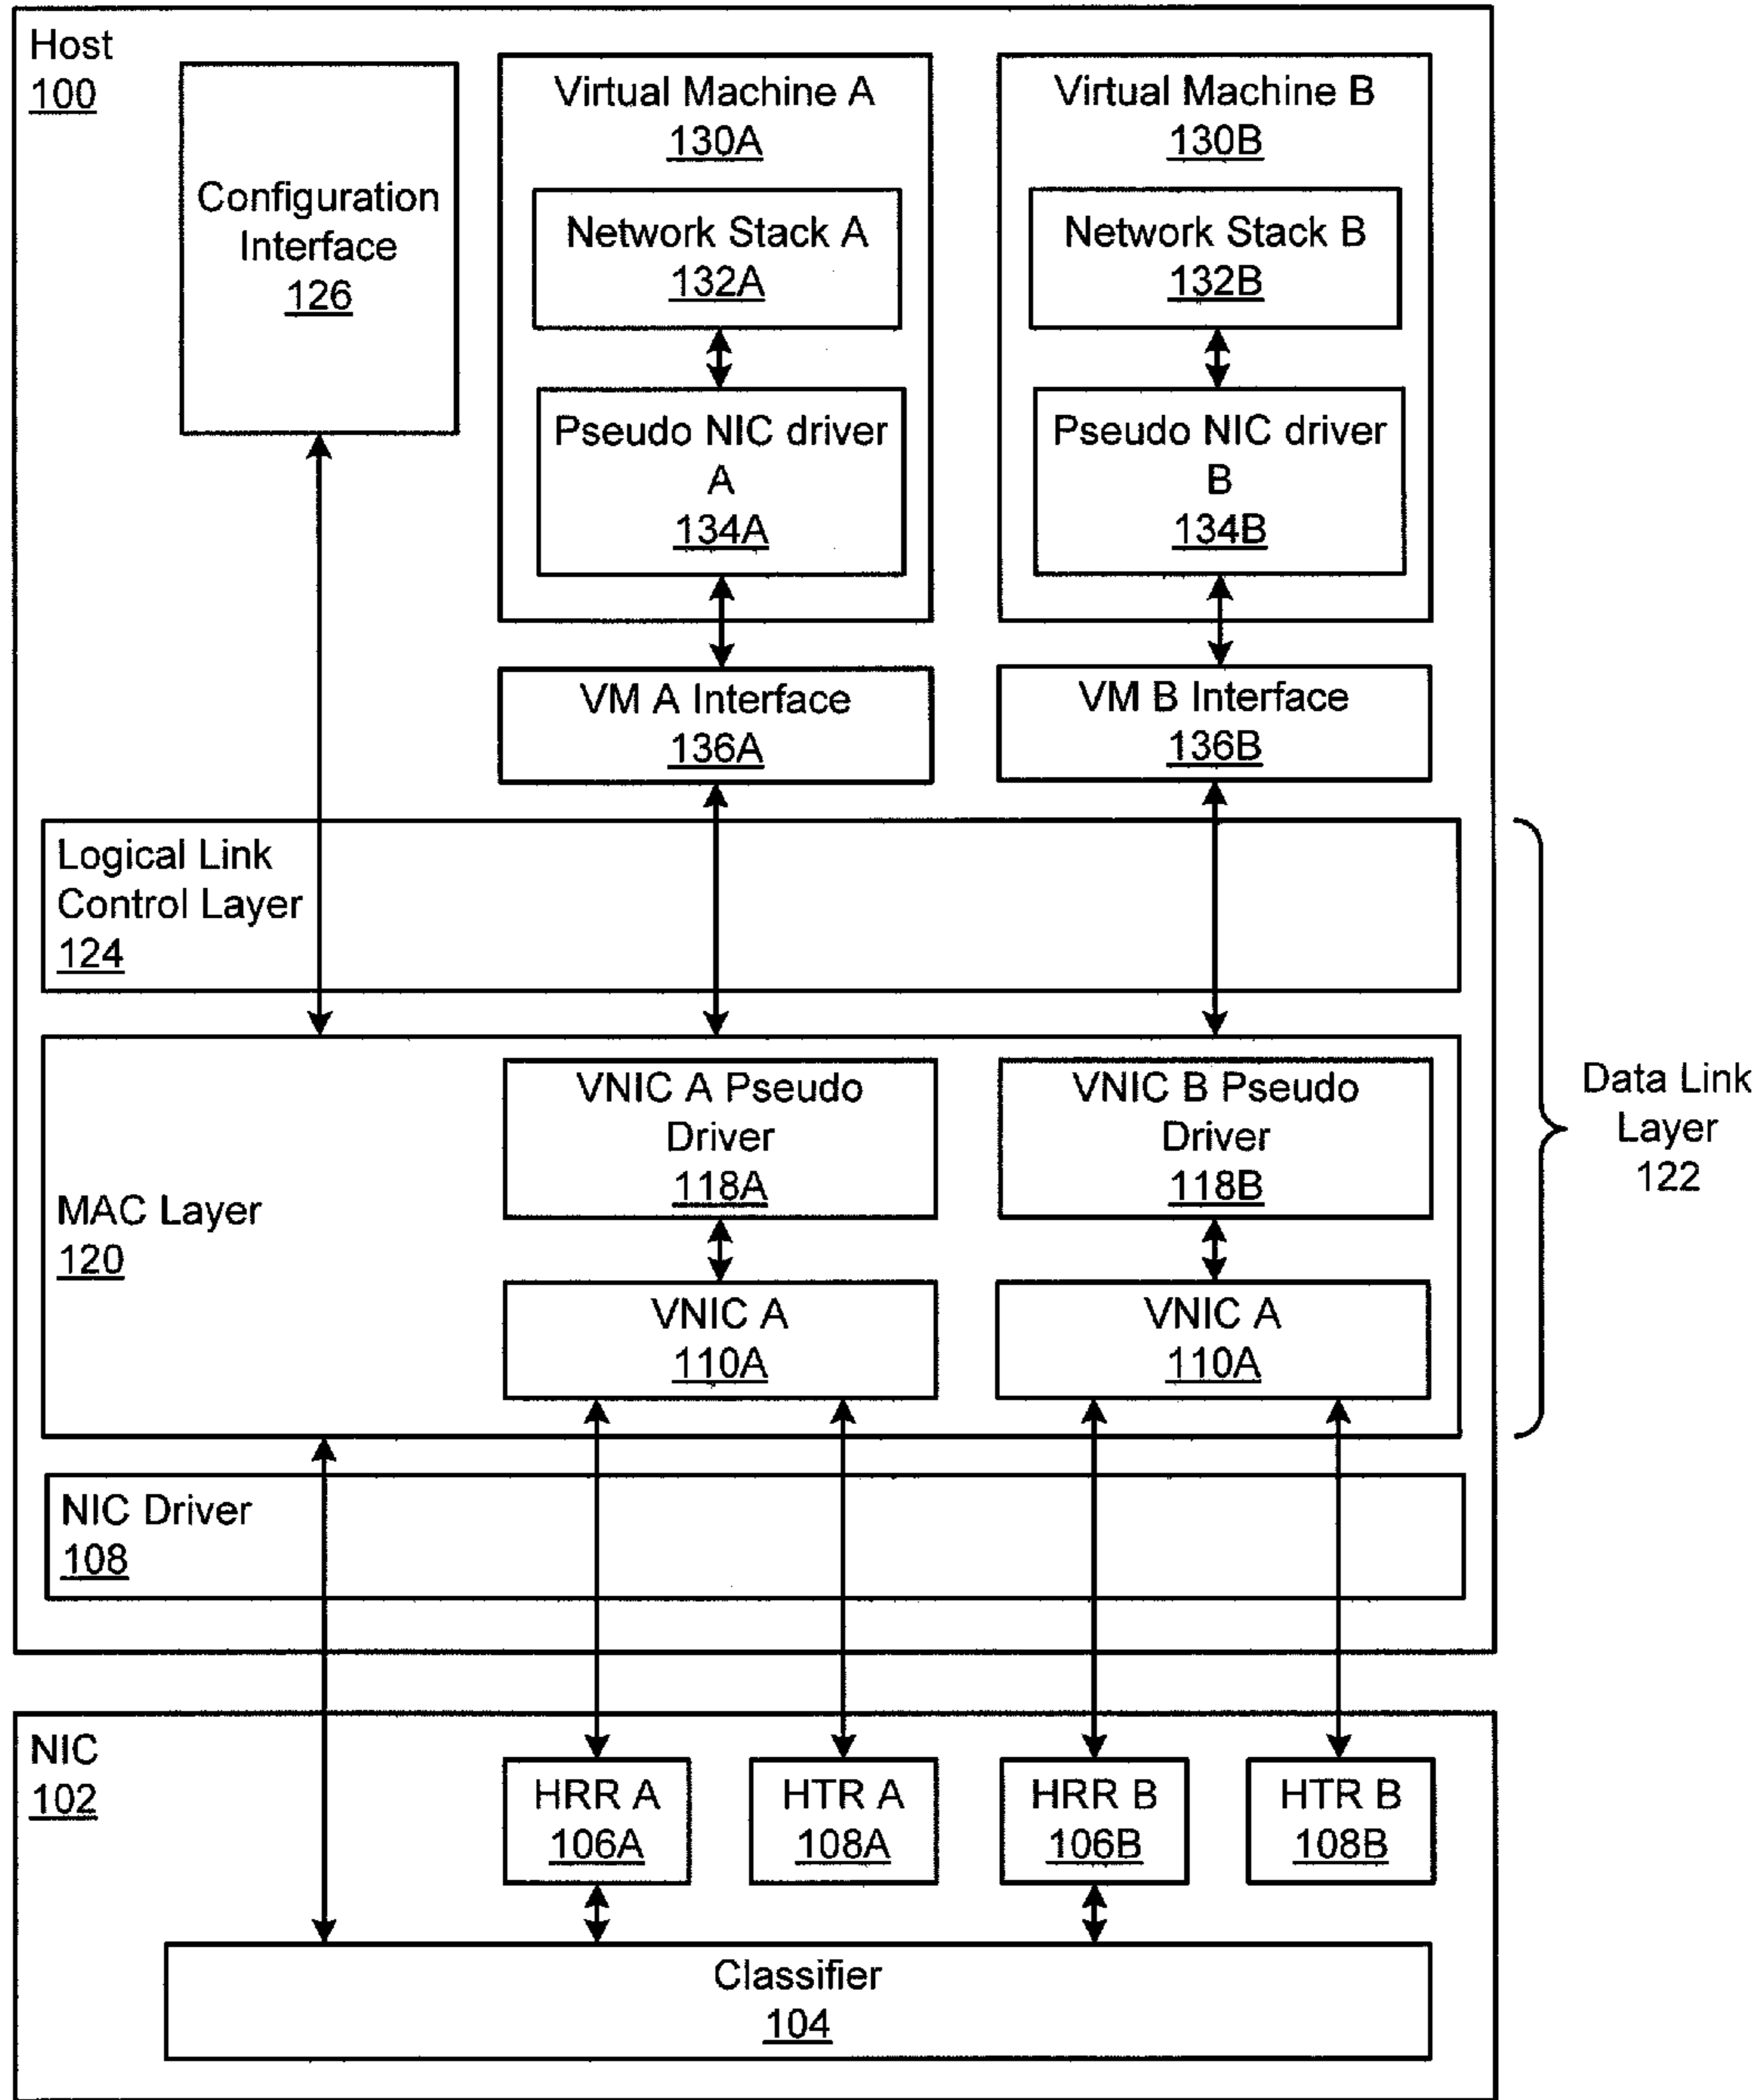 Host
100
Configuration
Interface
126
Virtual Machine A
130A
Network Stack A
132A
Pseudo NIC driver
A
134A
VM A Interface
136A
Virtual Machine B
130B
Network Stack B
132B
Pseudo NIC driver
B
134B
VM B Interface
136B
Logical Link
Control Layer
124
MAC Layer
120
VNIC A Pseudo
Driver
118A
VNIC A
110A
VNIC B Pseudo
Driver
118B
VNIC A
110A
Data Link
Layer
122
NIC Driver
108
NIC
102
HRR A
106A
HTR A
108A
HRR B
106B
HTR B
108B
Classifier
104